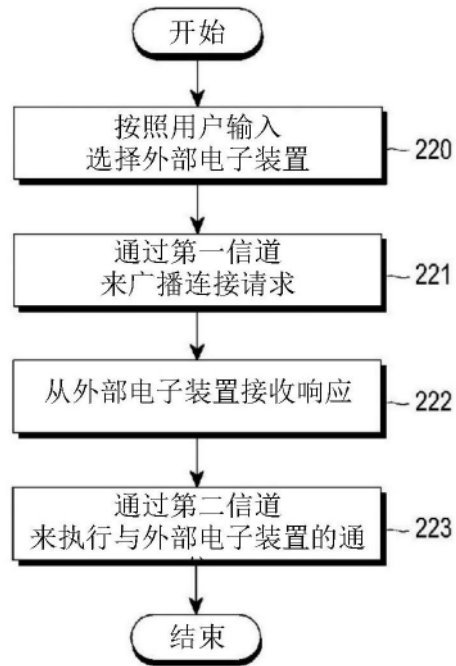 开始
按照用户输入
选择外部电子装置
220
通过第一信道
来广播连接请求
221
从外部电子装置接收响应
222
通过第二信道
来执行与外部电子装置的通
223
结束